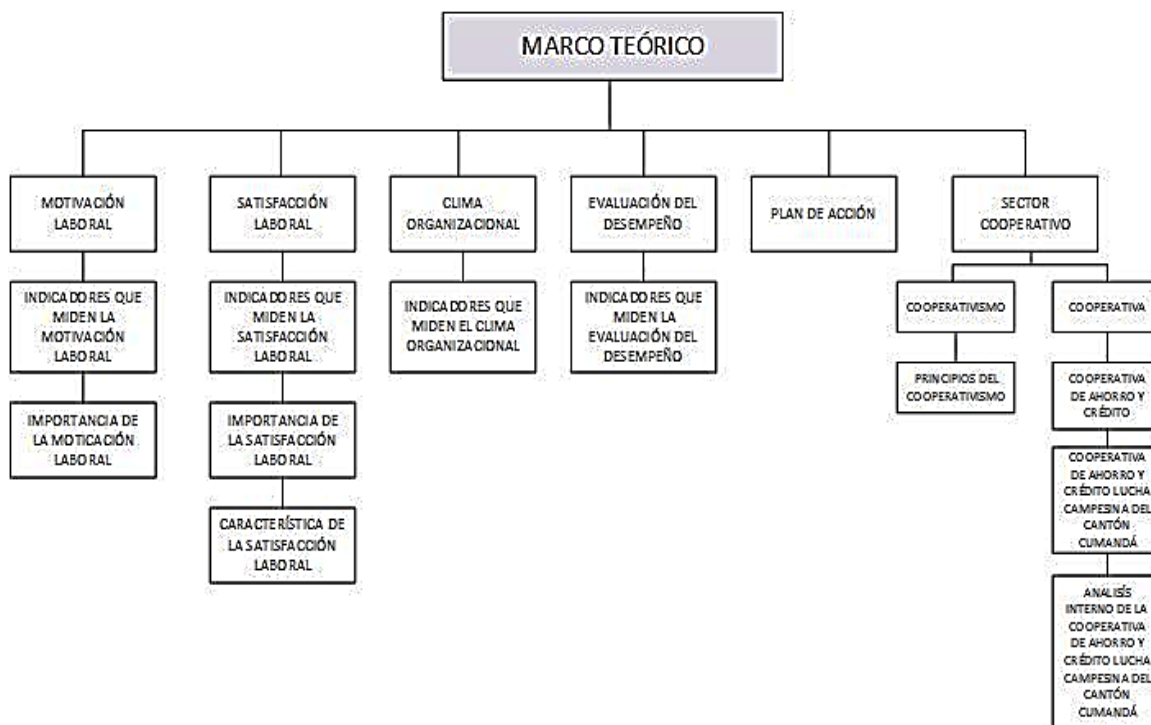 MARCO TEÓRICO
MOTIVACIÓN
LABORAL
INDICADORES QUE
MIDEN LA
MOTIVACIÓN
LABORAL
IMPORTANCIA DE
LA MOTICACIÓN
LABORAL
SATISFACCIÓN
LABORAL
INDICADORES QUE
MIDEN LA
SATISFACCIÓN
LABORAL
IMPORTANCIA DE
LA SATISFACCIÓN
LABORAL
CARACTERÍSTICA DE
LA SATISFACCIÓN
LABORAL
CLIMA
ORGANIZACIONAL
INDICADORES QUE
MIDEN EL CLIMA
ORGANIZACIONAL
EVALUACIÓN DEL
DESEMPEÑO
INDICADORES QUE
MIDEN LA
EVALUACIÓN DEL
DESEMPEÑO
PLAN DE ACCIÓN
SECTOR
COOPERATIVO
COOPERATIVISMO
PRINCIPIOS DEL
COOPERATIVISMO
COOPERATIVA
COOPERATIVA
DE AHORRO Y
CRÉDITO
COOPERATIVA
DE AHORRO Y
CRÉDITO LUCHA
CAMPESINA DEL
CANTÓN
CUMANDÁ
ANALISÍS
INTERNO DE LA
COOPERATIVA
DE AHORRO Y
CRÉDITO LUCHA
CAMPESINA DEL
CANTÓN
CUMANDÁ